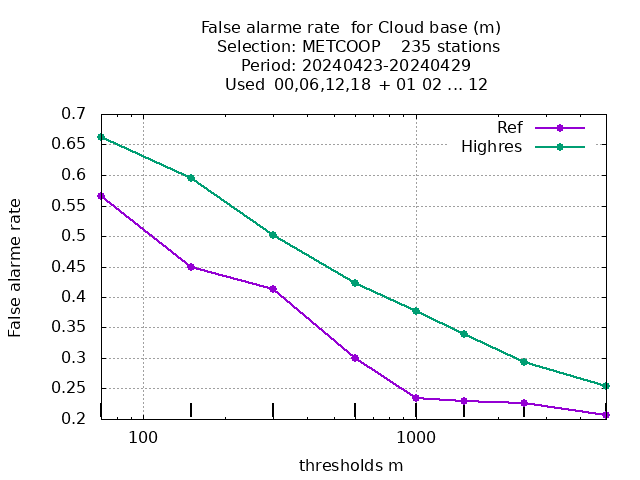 False alarme rate  for Cloud base (m)
Selection: METCOOP    235 stations
Period: 20240423-20240429
Used  00,06,12,18 + 01 02 ... 12
Ref
Highres
0.7
0.65
0.6
0.55
0.5
0.45
0.4
0.35
0.3
0.25
0.2
False alarme rate
100
1000
thresholds m